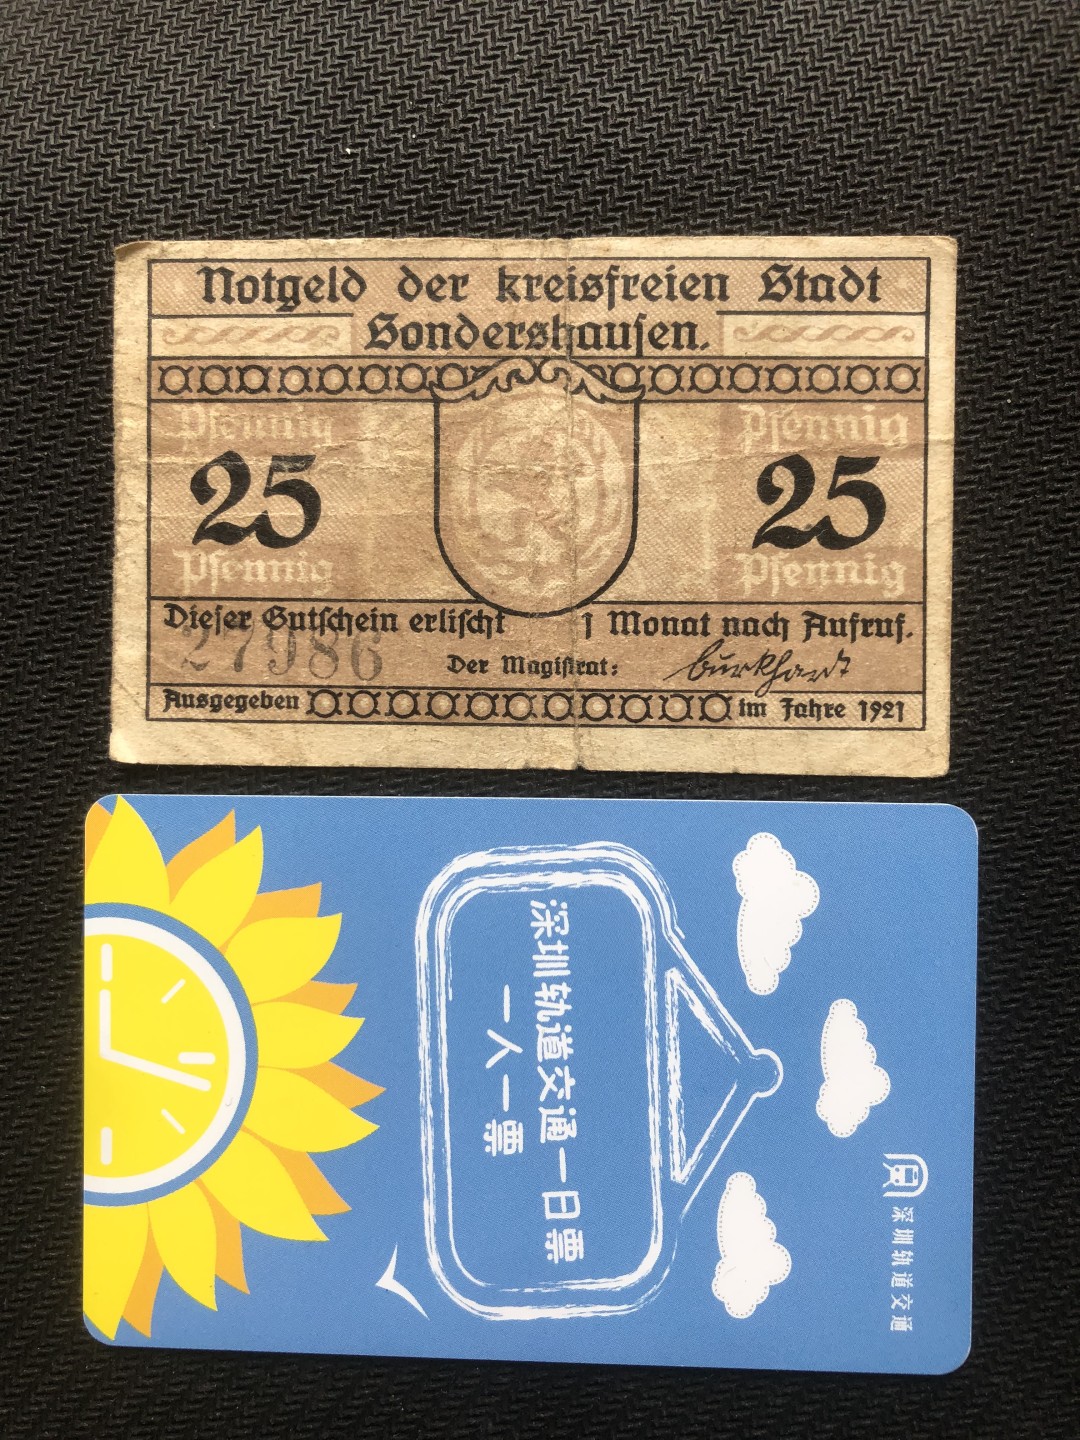 Notgeld der kreisfreien Stadt
Sondershausen.
Pfennig
25
Pfennig
Pfennig
25
Pfennig
Dieser Gutschein erlischt 1 Monat nach Aufruf.
27986
Der Magistrat: Burkhardt
Ausgegeben im Jahre 1921
深圳轨道交通
深圳轨道交通一日票
一人一票